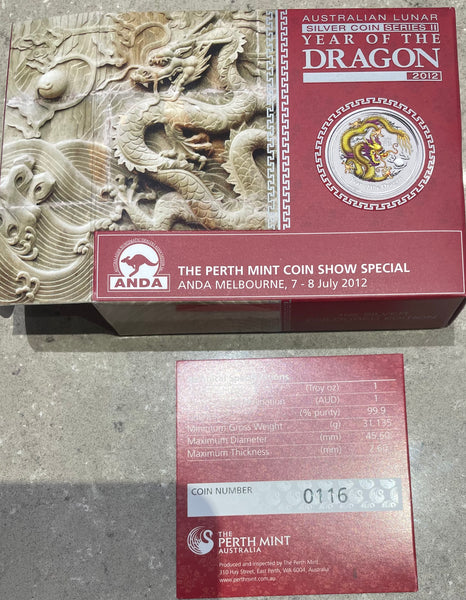 AUSTRALIAN LUNAR
SILVER COIN SERIES II
YEAR OF THE
DRAGON
2012
THE PERTH MINT COIN SHOW SPECIAL
ANDA MELBOURNE, 7 - 8 July 2012
ANDA
Specifications
(Troy oz) 1
(AUD) 1
(% purity) 99.9
Minimum Gross Weight (g) 31.135
Maximum Diameter (mm) 45.60
Maximum Thickness (mm)
COIN NUMBER 0116
THE
PERTH MINT
AUSTRALIA
Produced and inspected by The Perth Mint
310 Hay Street, East Perth, WA 6004, Australia
www.perthmint.com.au